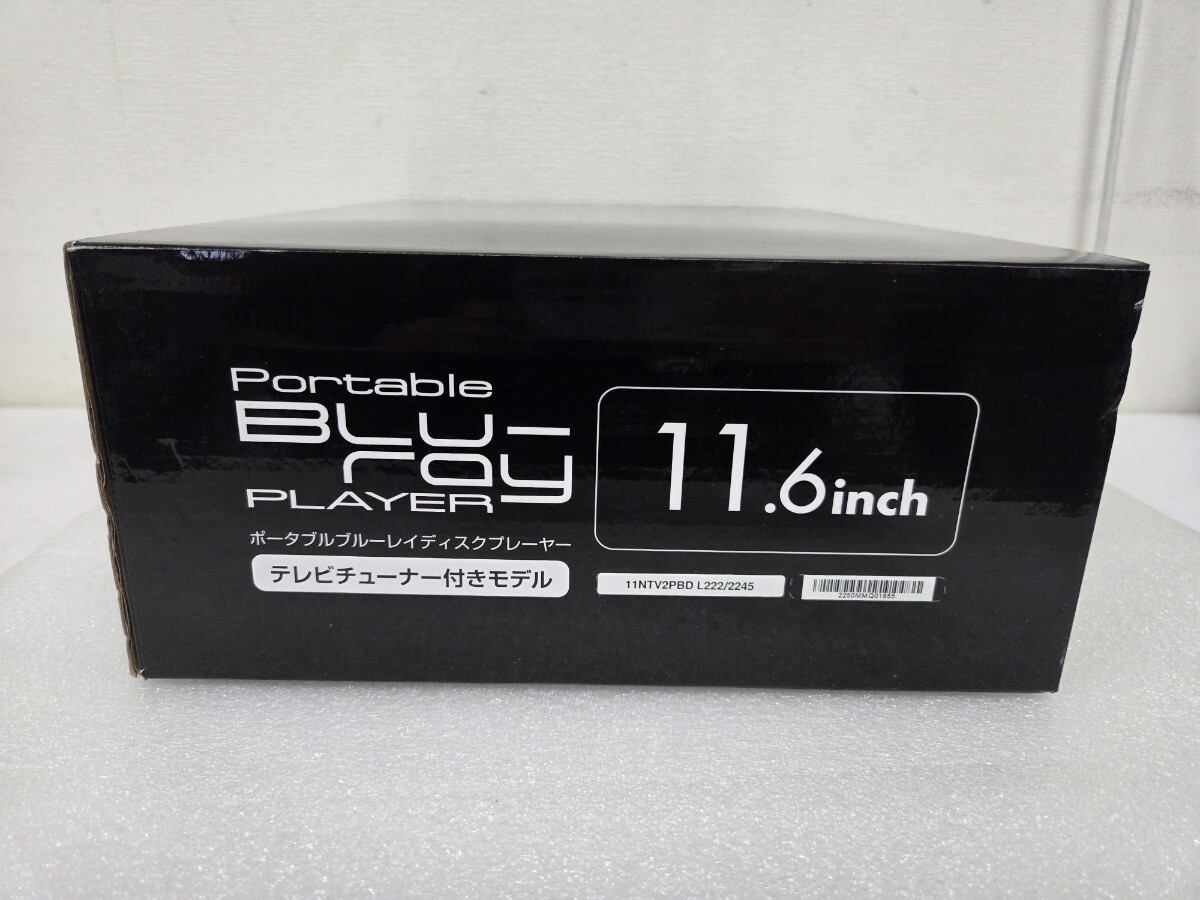 Portable
BLu-
ray
PLAYER
ポータブルブルーレイディスクプレーヤー
テレビチューナー付きモデル
11.6inch
11NTV2PBD L222/2245
2250MMQ01855